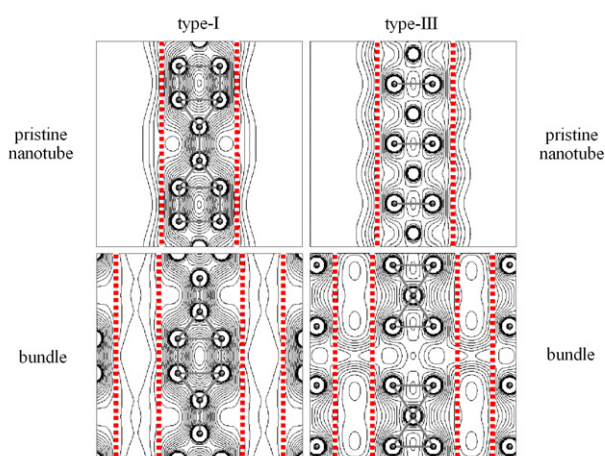 type-I
type-III
pristine
nanotube
pristine
nanotube
bundle
bundle